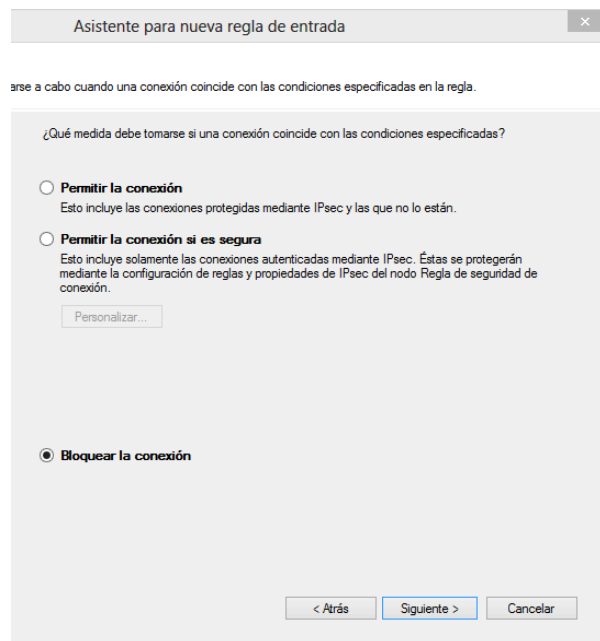 Asistente para nueva regla de entrada
arse a cabo cuando una conexión coincide con las condiciones especificadas en la regla.
¿Qué medida debe tomarse si una conexión coincide con las condiciones especificadas?
Permitir la conexión
Esto incluye las conexiones protegidas mediante IPsec y las que no lo están.
Permitir la conexión si es segura
Esto incluye solamente las conexiones autenticadas mediante IPsec. Éstas se protegerán
mediante la configuración de reglas y propiedades de IPsec del nodo Regla de seguridad de
conexión.
Personalizar...
Bloquear la conexión
< Atrás Siguiente > Cancelar